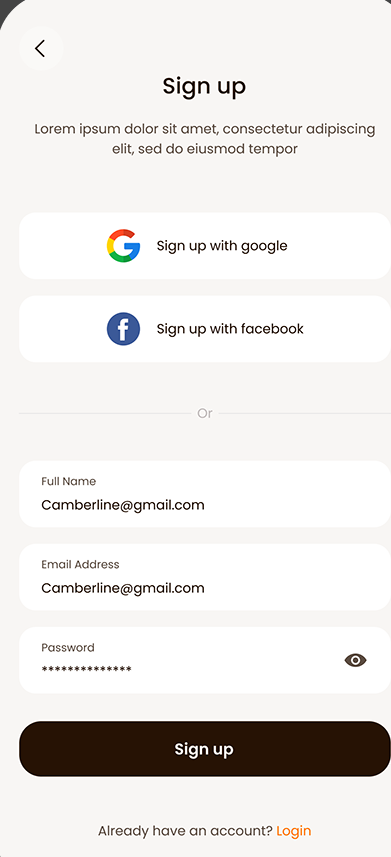 Sign up
Lorem ipsum dolor sit amet, consectetur adipiscing
elit, sed do eiusmod tempor
Sign up with google
Sign up with facebook
Or
Full Name
Camberline@gmail.com
Email Address
Camberline@gmail.com
Password
**************
Sign up
Already have an account? Login